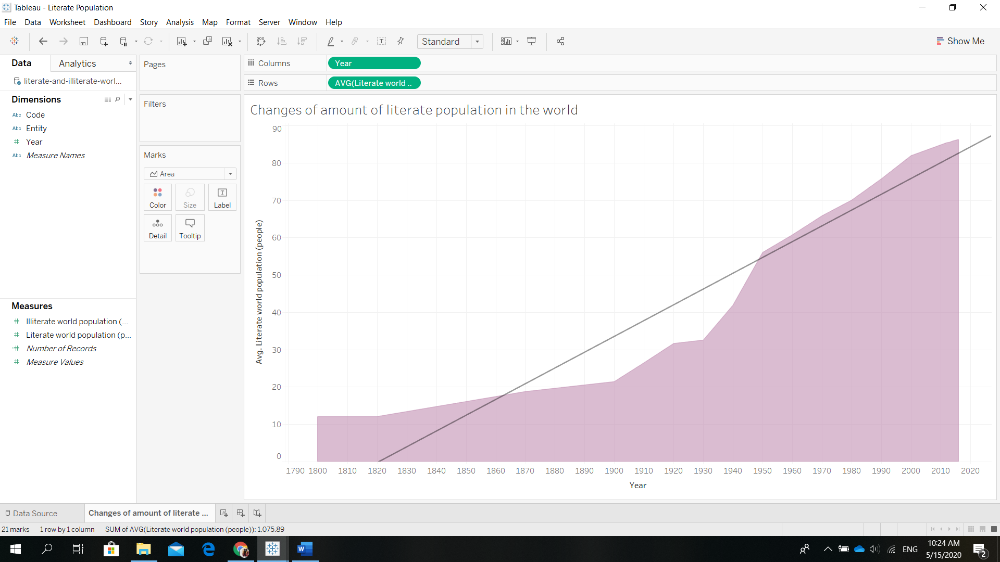 Tableau - Literate Population
File Data Worksheet Dashboard Story Analysis Map Format Server Window Help
Standard
Show Me
Data Analytics
literate-and-illiterate-worl...
Dimensions
Abc Code
Abc Entity
# Year
Abc Measure Names
Measures
# Illiterate world population (...
# Literate world population (p...
=# Number of Records
# Measure Values
Pages
Filters
Marks
Area
Color Size Label
Detail Tooltip
Columns Year
Rows AVG(Literate world ..
Changes of amount of literate population in the world
90
80
70
60
50
40
30
20
10
0
Avg. Literate world population (people)
1790 1800 1810 1820 1830 1840 1850 1860 1870 1880 1890 1900 1910 1920 1930 1940 1950 1960 1970 1980 1990 2000 2010 2020
Year
Data Source Changes of amount of literate ...
21 marks 1 row by 1 column SUM of AVG(Literate world population (people)): 1,075.89
ENG
10:24 AM
5/15/2020
2